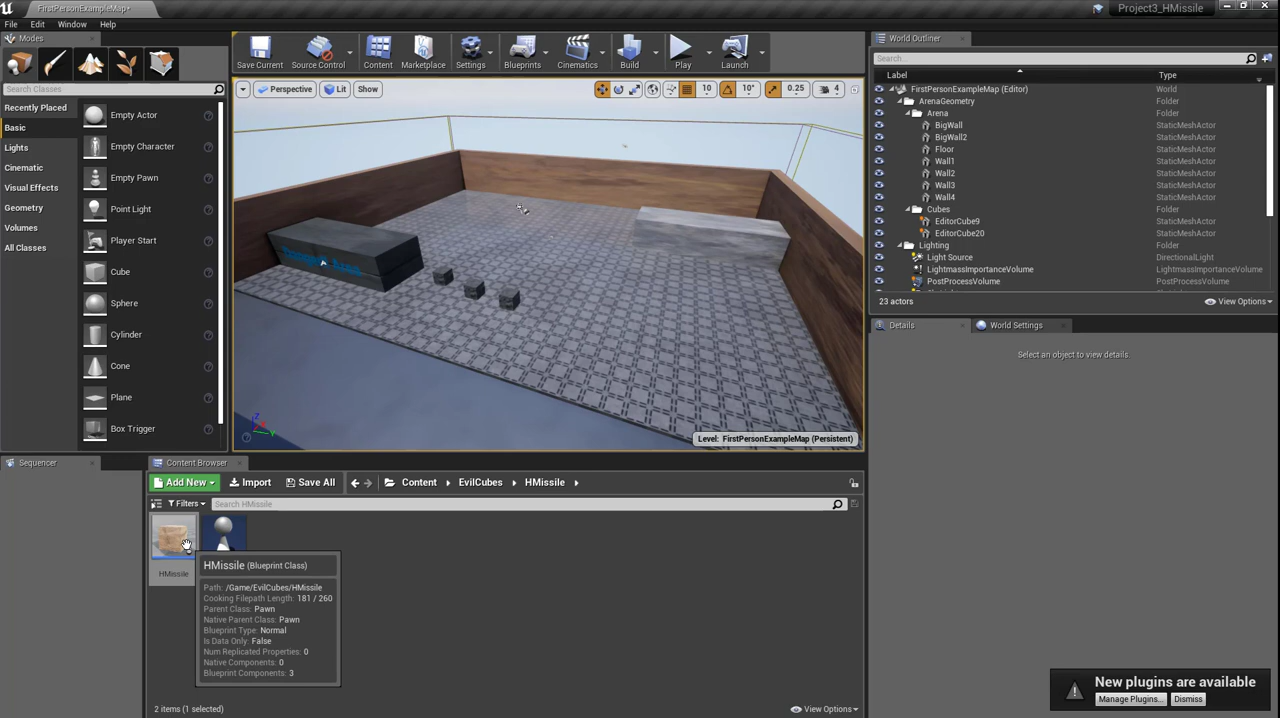 FirstPersonExampleMap*
Project3_HMissile
File Edit Window Help
Modes
Search Classes
Recently Placed
Basic
Lights
Cinematic
Visual Effects
Geometry
Volumes
All Classes
Empty Actor
Empty Character
Empty Pawn
Point Light
Player Start
Cube
Sphere
Cylinder
Cone
Plane
Box Trigger
Save Current
Source Control
Content
Marketplace
Settings
Blueprints
Cinematics
Build
Play
Launch
Perspective
Lit
Show
10
10°
0.25
4
Level: FirstPersonExampleMap (Persistent)
World Outliner
Search...
Label
Type
FirstPersonExampleMap (Editor) World
ArenaGeometry Folder
Arena Folder
BigWall StaticMeshActor
BigWall2 StaticMeshActor
Floor StaticMeshActor
Wall1 StaticMeshActor
Wall2 StaticMeshActor
Wall3 StaticMeshActor
Wall4 StaticMeshActor
Cubes Folder
EditorCube9 StaticMeshActor
EditorCube20 StaticMeshActor
Lighting Folder
Light Source DirectionalLight
LightmassImportanceVolume LightmassImportanceVolume
PostProcessVolume PostProcessVolume
23 actors
View Options
Details
World Settings
Select an object to view details.
Sequencer
Content Browser
Add New
Import
Save All
Content
EvilCubes
HMissile
Filters
Search HMissile
HMissile
HMissile (Blueprint Class)
Path: /Game/EvilCubes/HMissile
Cooking Filepath Length: 181 / 260
Parent Class: Pawn
Native Parent Class: Pawn
Blueprint Type: Normal
Is Data Only: False
Num Replicated Properties: 0
Native Components: 0
Blueprint Components: 3
2 items (1 selected)
View Options
New plugins are available
Manage Plugins...
Dismiss